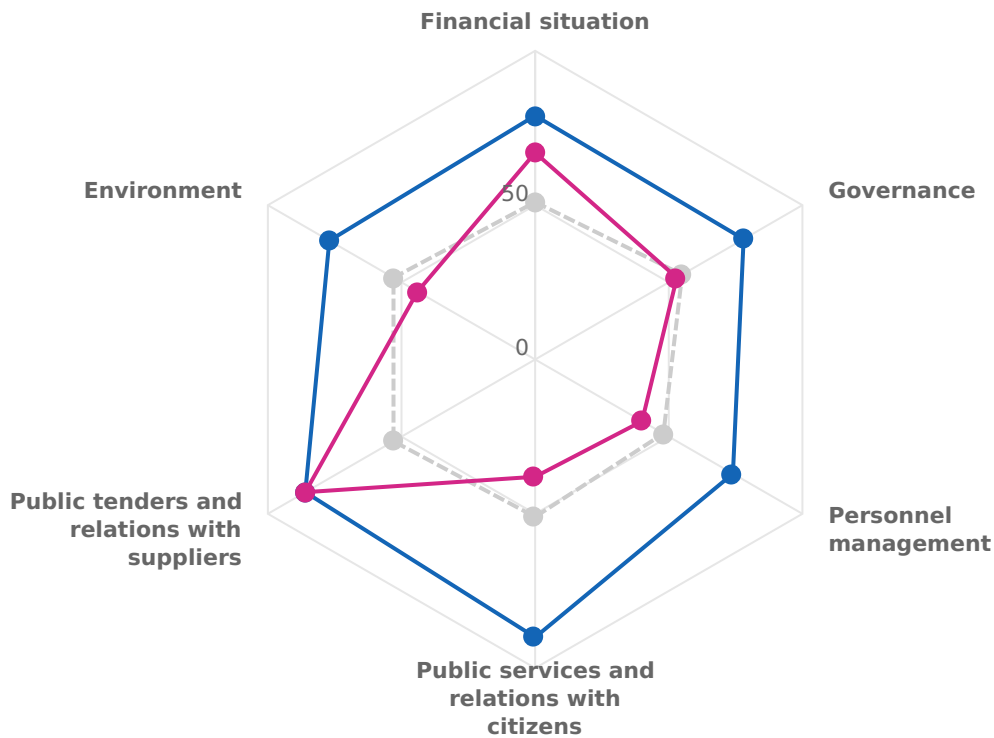 Financial situation
Environment
50
Governance
0
Public tenders and
relations with
suppliers
Personnel
management
Public services and
relations with
citizens